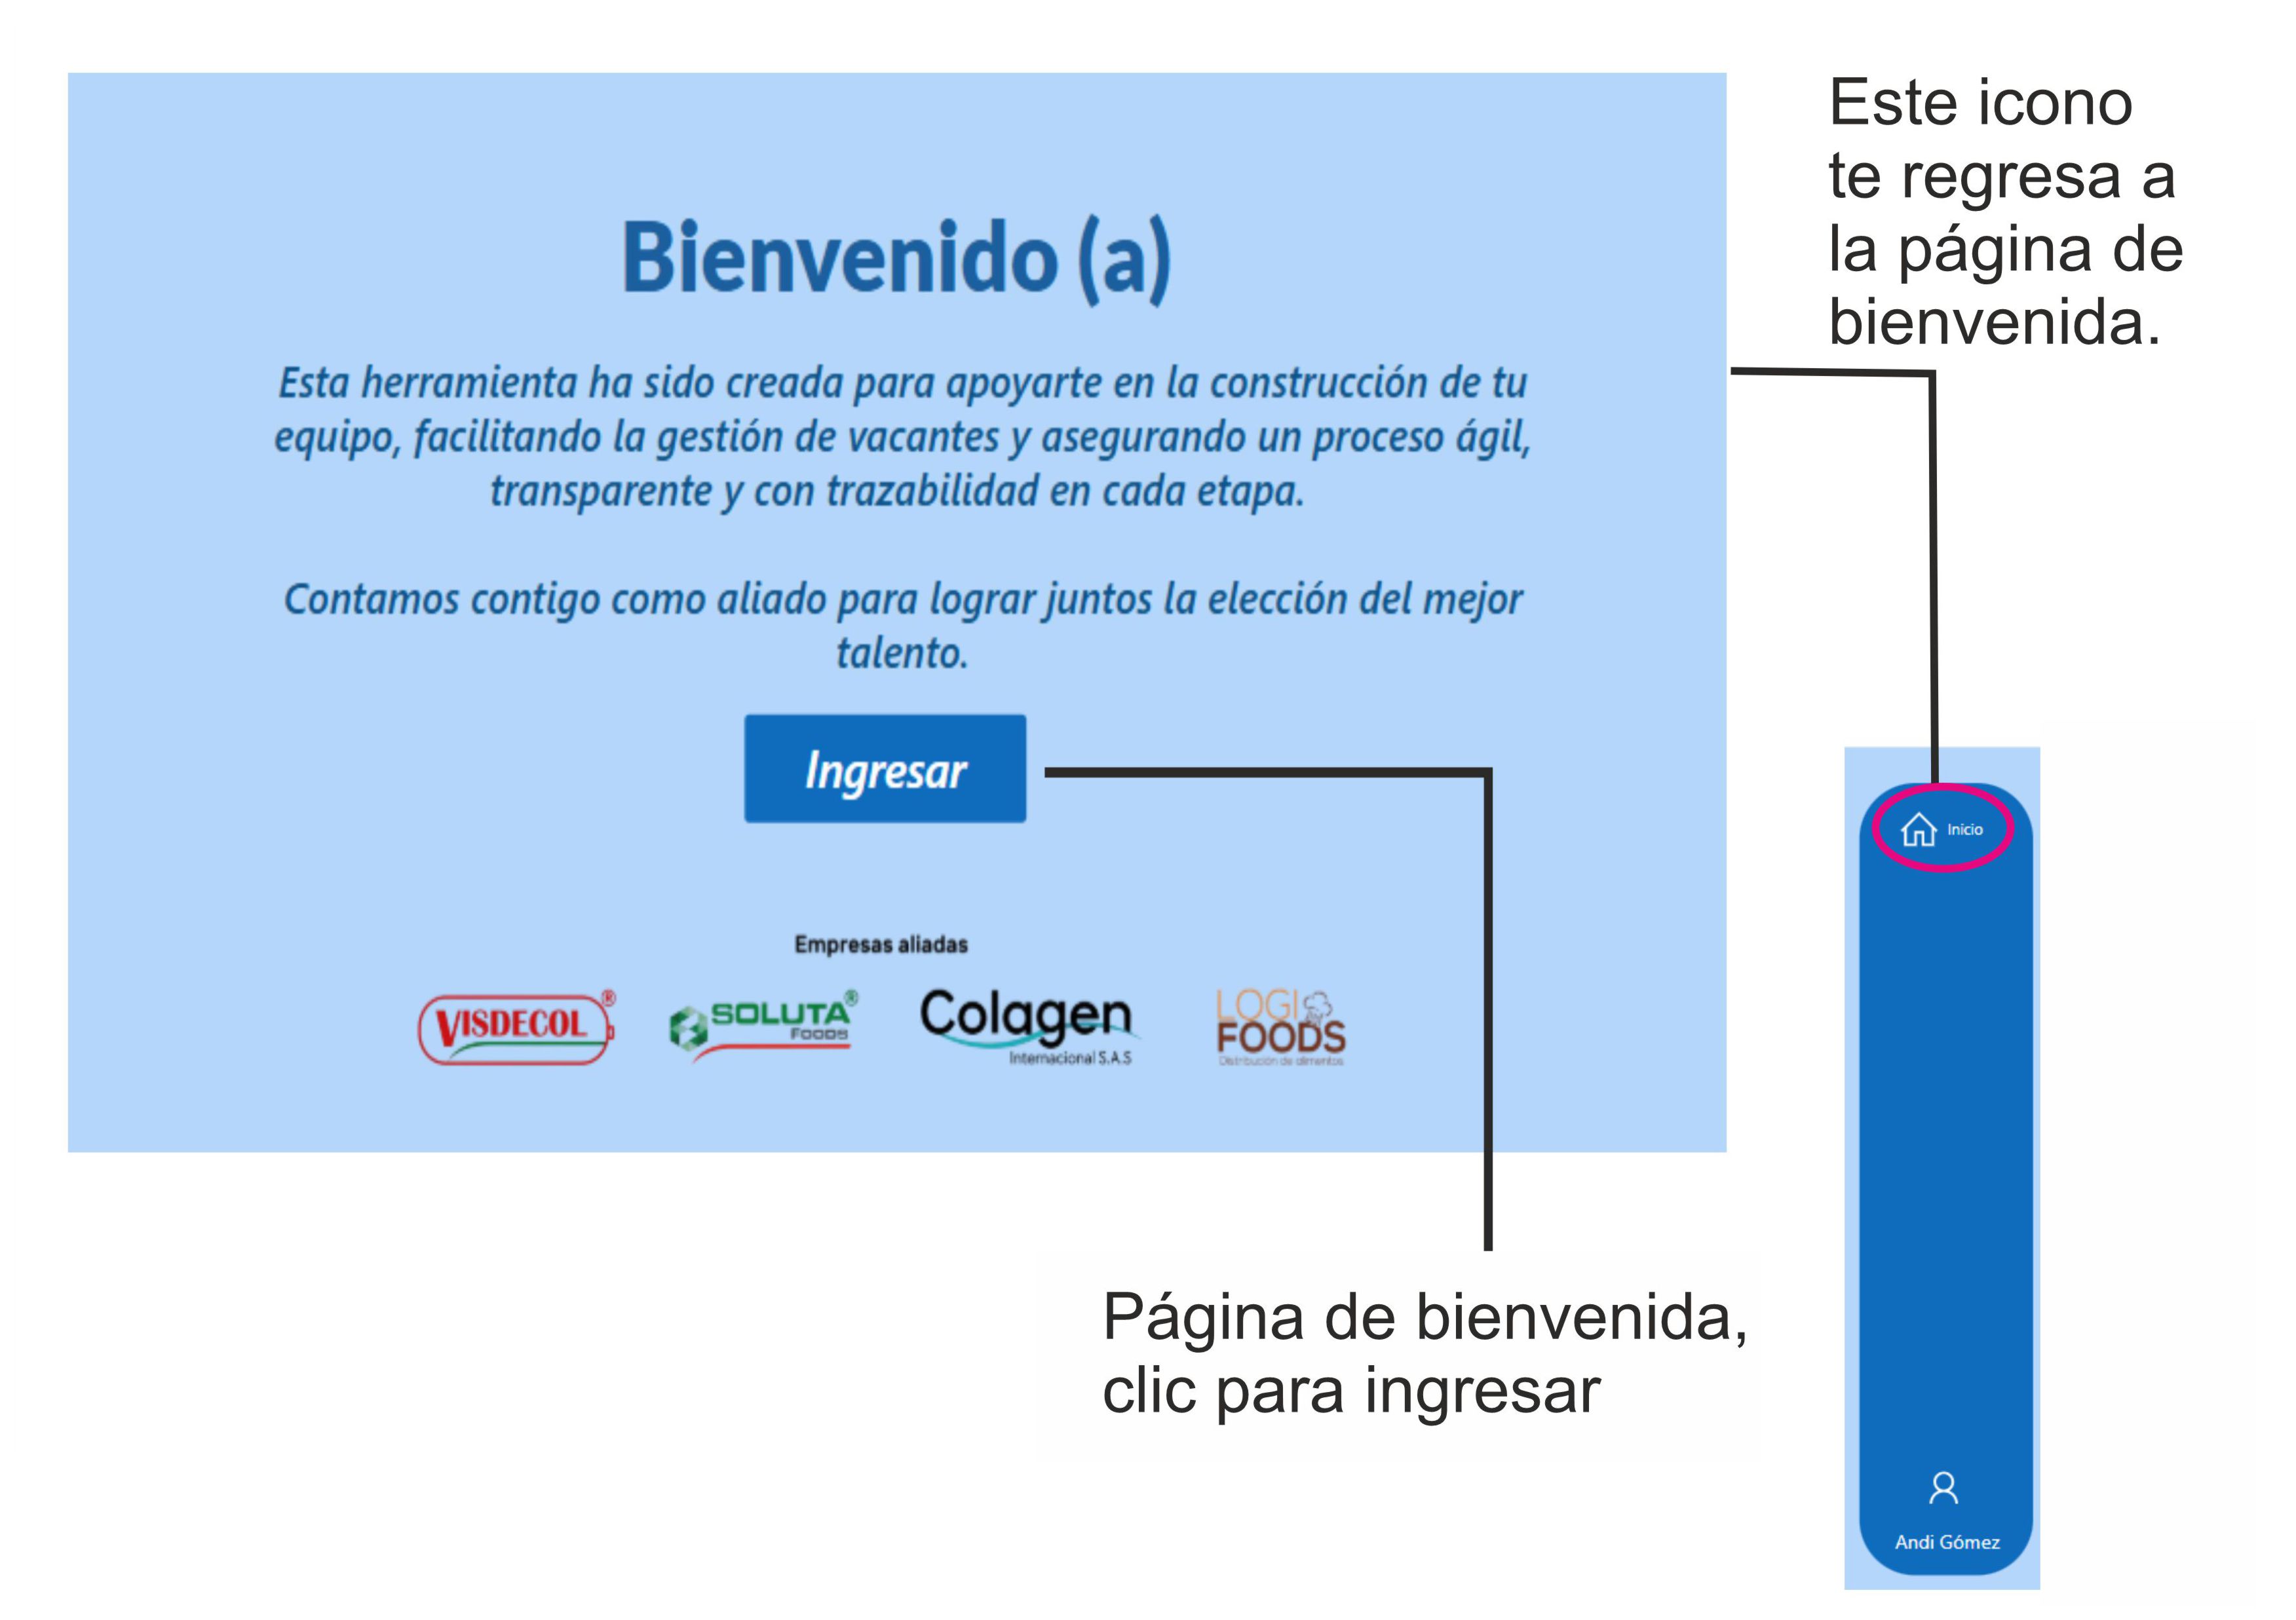 Este icono
te regresa a
la página de
bienvenida.
Bienvenido (a)
Esta herramienta ha sido creada para apoyarte en la construcción de tu
equipo, facilitando la gestión de vacantes y asegurando un proceso ágil,
transparente y con trazabilidad en cada etapa.
Contamos contigo como aliado para lograr juntos la elección del mejor
talento.
Ingresar
Inicio
Empresas aliadas
VISDECOL®
SOLUTA®
FOODS
Colagen
Internacional S.A.S
LOGI
FOODS
Distribución de alimentos
Página de bienvenida,
clic para ingresar
Andi Gómez